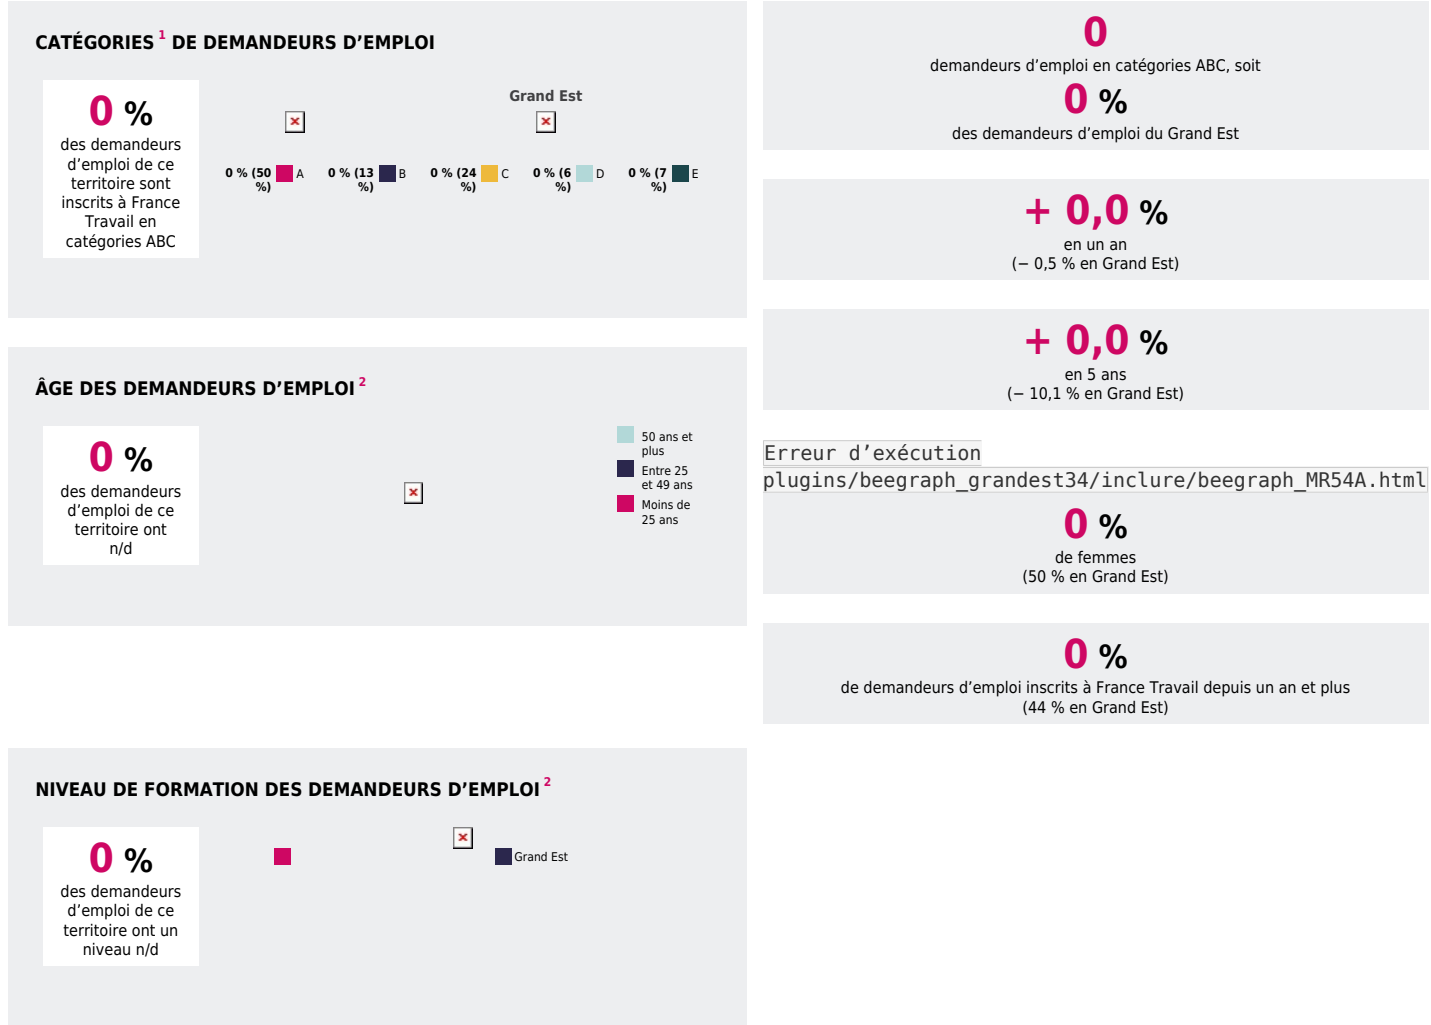 CATÉGORIES 1 DE DEMANDEURS D’EMPLOI
0 %
des demandeurs
d’emploi de ce
territoire sont
inscrits à France
Travail en
catégories ABC
Grand Est
0 % (50 %) A
0 % (13 %) B
0 % (24 %) C
0 % (6 %) D
0 % (7 %) E
ÂGE DES DEMANDEURS D’EMPLOI 2
0 %
des demandeurs
d’emploi de ce
territoire ont
n/d
50 ans et
plus
Entre 25
et 49 ans
Moins de
25 ans
NIVEAU DE FORMATION DES DEMANDEURS D’EMPLOI 2
0 %
des demandeurs
d’emploi de ce
territoire ont un
niveau n/d
Grand Est
0
demandeurs d’emploi en catégories ABC, soit
0 %
des demandeurs d’emploi du Grand Est
+ 0,0 %
en un an
(− 0,5 % en Grand Est)
+ 0,0 %
en 5 ans
(− 10,1 % en Grand Est)
Erreur d’exécution
plugins/beegraph_grandest34/inclure/beegraph_MR54A.html
0 %
de femmes
(50 % en Grand Est)
0 %
de demandeurs d’emploi inscrits à France Travail depuis un an et plus
(44 % en Grand Est)